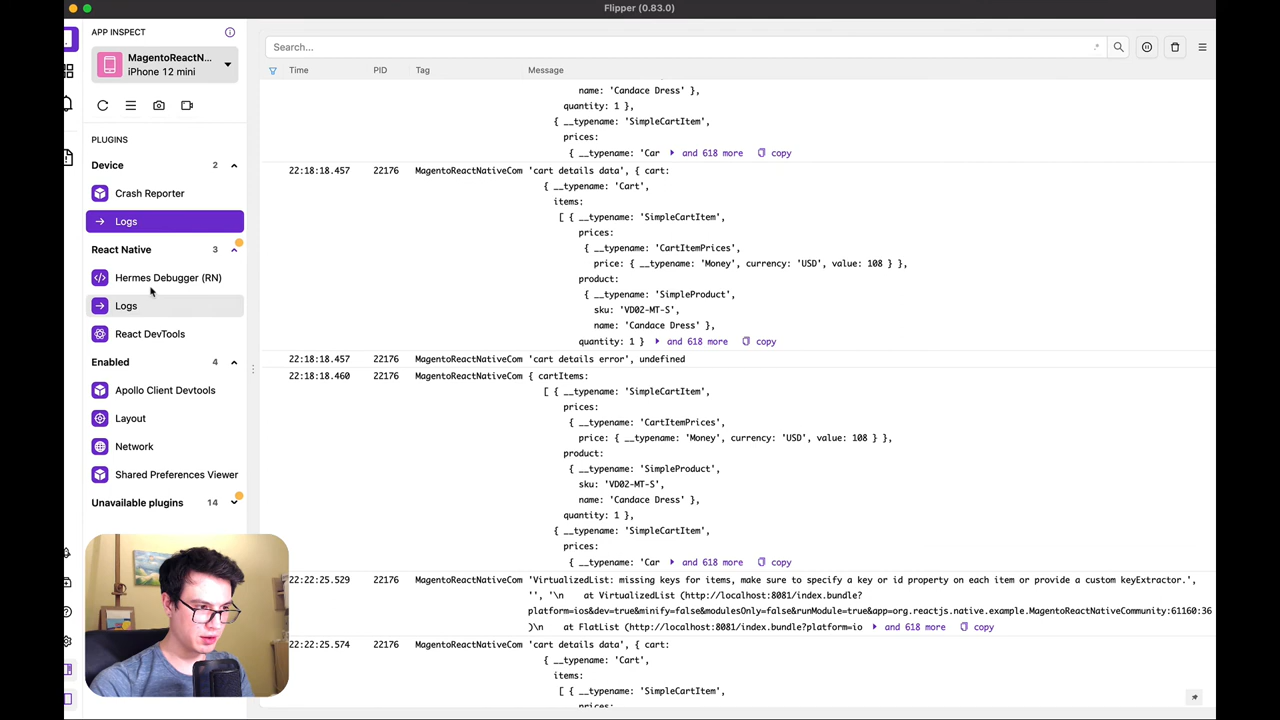 Flipper (0.83.0)
APP INSPECT
MagentoReactN...
iPhone 12 mini
PLUGINS
Device 2
Crash Reporter
Logs
React Native 3
Hermes Debugger (RN)
Logs
React DevTools
Enabled 4
Apollo Client Devtools
Layout
Network
Shared Preferences Viewer
Unavailable plugins 14
Search...
.*
Time PID Tag Message
name: 'Candace Dress' },
quantity: 1 },
{ __typename: 'SimpleCartItem',
prices:
{ __typename: 'Car and 618 more copy
22:18:18.457 22176 MagentoReactNativeCom 'cart details data', { cart:
{ __typename: 'Cart',
items:
[ { __typename: 'SimpleCartItem',
prices:
{ __typename: 'CartItemPrices',
price: { __typename: 'Money', currency: 'USD', value: 108 } },
product:
{ __typename: 'SimpleProduct',
sku: 'VD02-MT-S',
name: 'Candace Dress' },
quantity: 1 } and 618 more copy
22:18:18.457 22176 MagentoReactNativeCom 'cart details error', undefined
22:18:18.460 22176 MagentoReactNativeCom { cartItems:
[ { __typename: 'SimpleCartItem',
prices:
{ __typename: 'CartItemPrices',
price: { __typename: 'Money', currency: 'USD', value: 108 } },
product:
{ __typename: 'SimpleProduct',
sku: 'VD02-MT-S',
name: 'Candace Dress' },
quantity: 1 },
{ __typename: 'SimpleCartItem',
prices:
{ __typename: 'Car and 618 more copy
22:22:25.529 22176 MagentoReactNativeCom 'VirtualizedList: missing keys for items, make sure to specify a key or id property on each item or provide a custom keyExtractor.',
'', '\n at VirtualizedList (http://localhost:8081/index.bundle?
platform=ios&dev=true&minify=false&modulesOnly=false&runModule=true&app=org.reactjs.native.example.MagentoReactNativeCommunity:61160:36
)\n at FlatList (http://localhost:8081/index.bundle?platform=io and 618 more copy
22:22:25.574 22176 MagentoReactNativeCom 'cart details data', { cart:
{ __typename: 'Cart',
items:
[ { __typename: 'SimpleCartItem',
prices: